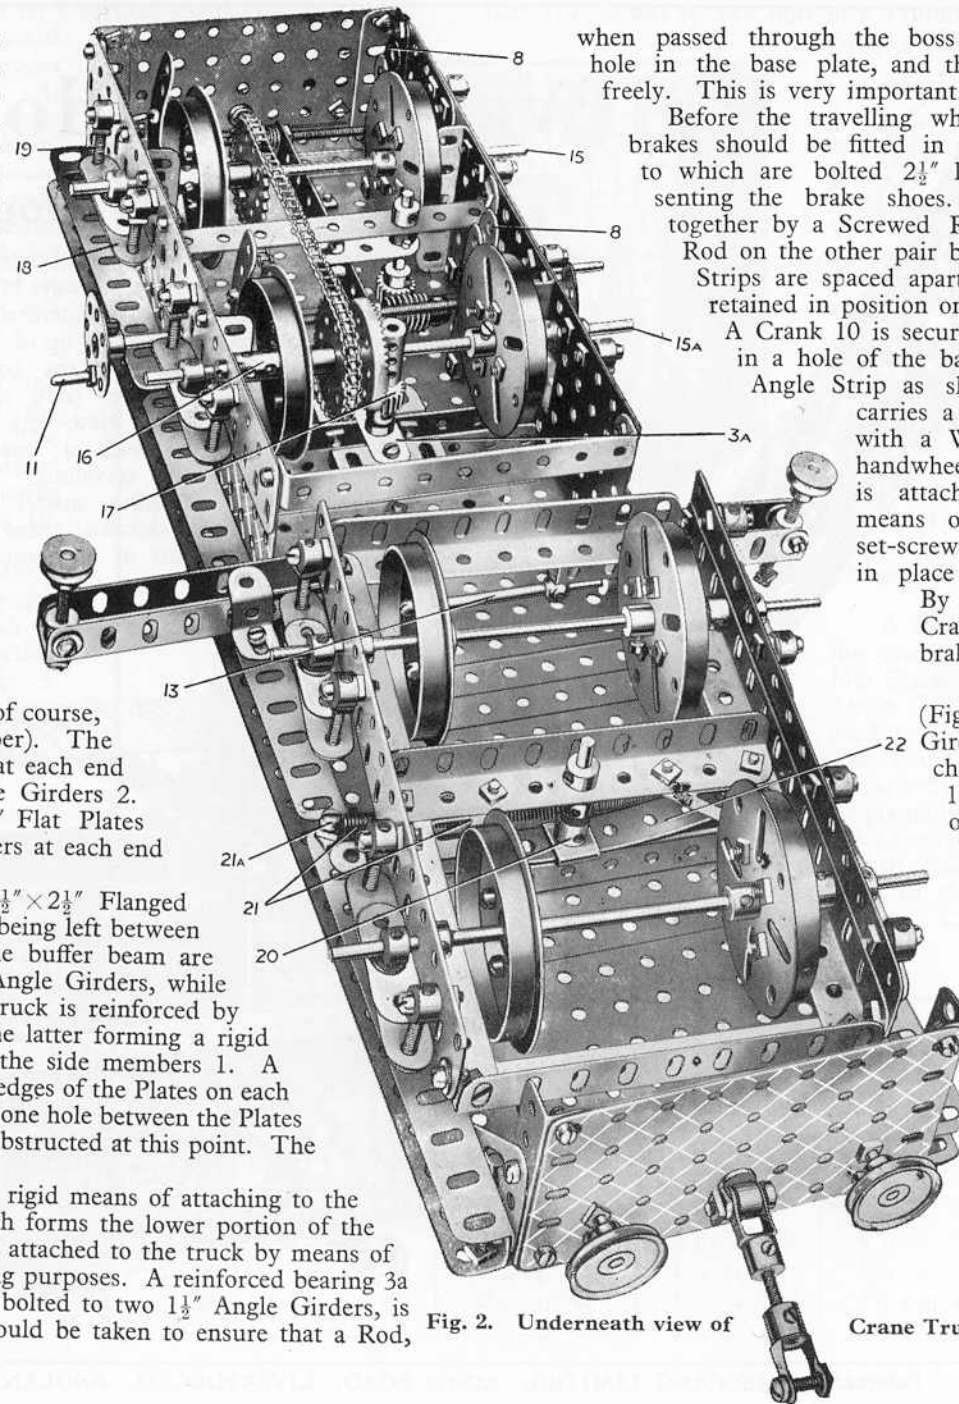 when passed through the boss
hole in the base plate, and th
freely. This is very important.
Before the travelling wh
brakes should be fitted in
to which are bolted 2½″ l
senting the brake shoes.
together by a Screwed R
Rod on the other pair b
Strips are spaced apart
retained in position on
A Crank 10 is secur
in a hole of the ba
Angle Strip as sh
carries a
with a W
handwhee
is attach
means o
set-screw
in place
By
Cra
brak
(Fig
Gird
ch
1
o
8
19
15
8
18
15A
11
16
17
3A
13
22
21A
21
20
of course,
ber). The
at each end
e Girders 2.
″ Flat Plates
ers at each end
½″×2½″ Flanged
being left between
e buffer beam are
Angle Girders, while
ruck is reinforced by
he latter forming a rigid
the side members 1. A
edges of the Plates on each
one hole between the Plates
bstructed at this point. The
rigid means of attaching to the
h forms the lower portion of the
attached to the truck by means of
g purposes. A reinforced bearing 3a
bolted to two 1½″ Angle Girders, is
ould be taken to ensure that a Rod,
Fig. 2. Underneath view of Crane Tru